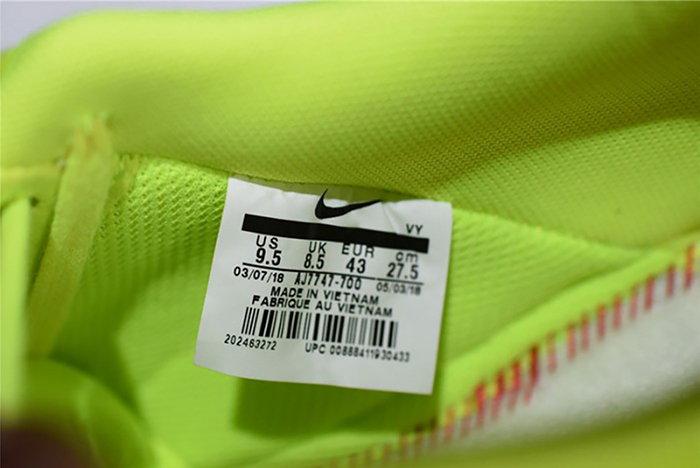 VY
US UK EUR cm
9.5 8.5 43 27.5
03/07/18 AJ7747-700 05/03/18
MADE IN VIETNAM
FABRIQUE AU VIETNAM
202463272 UPC 00888411930433